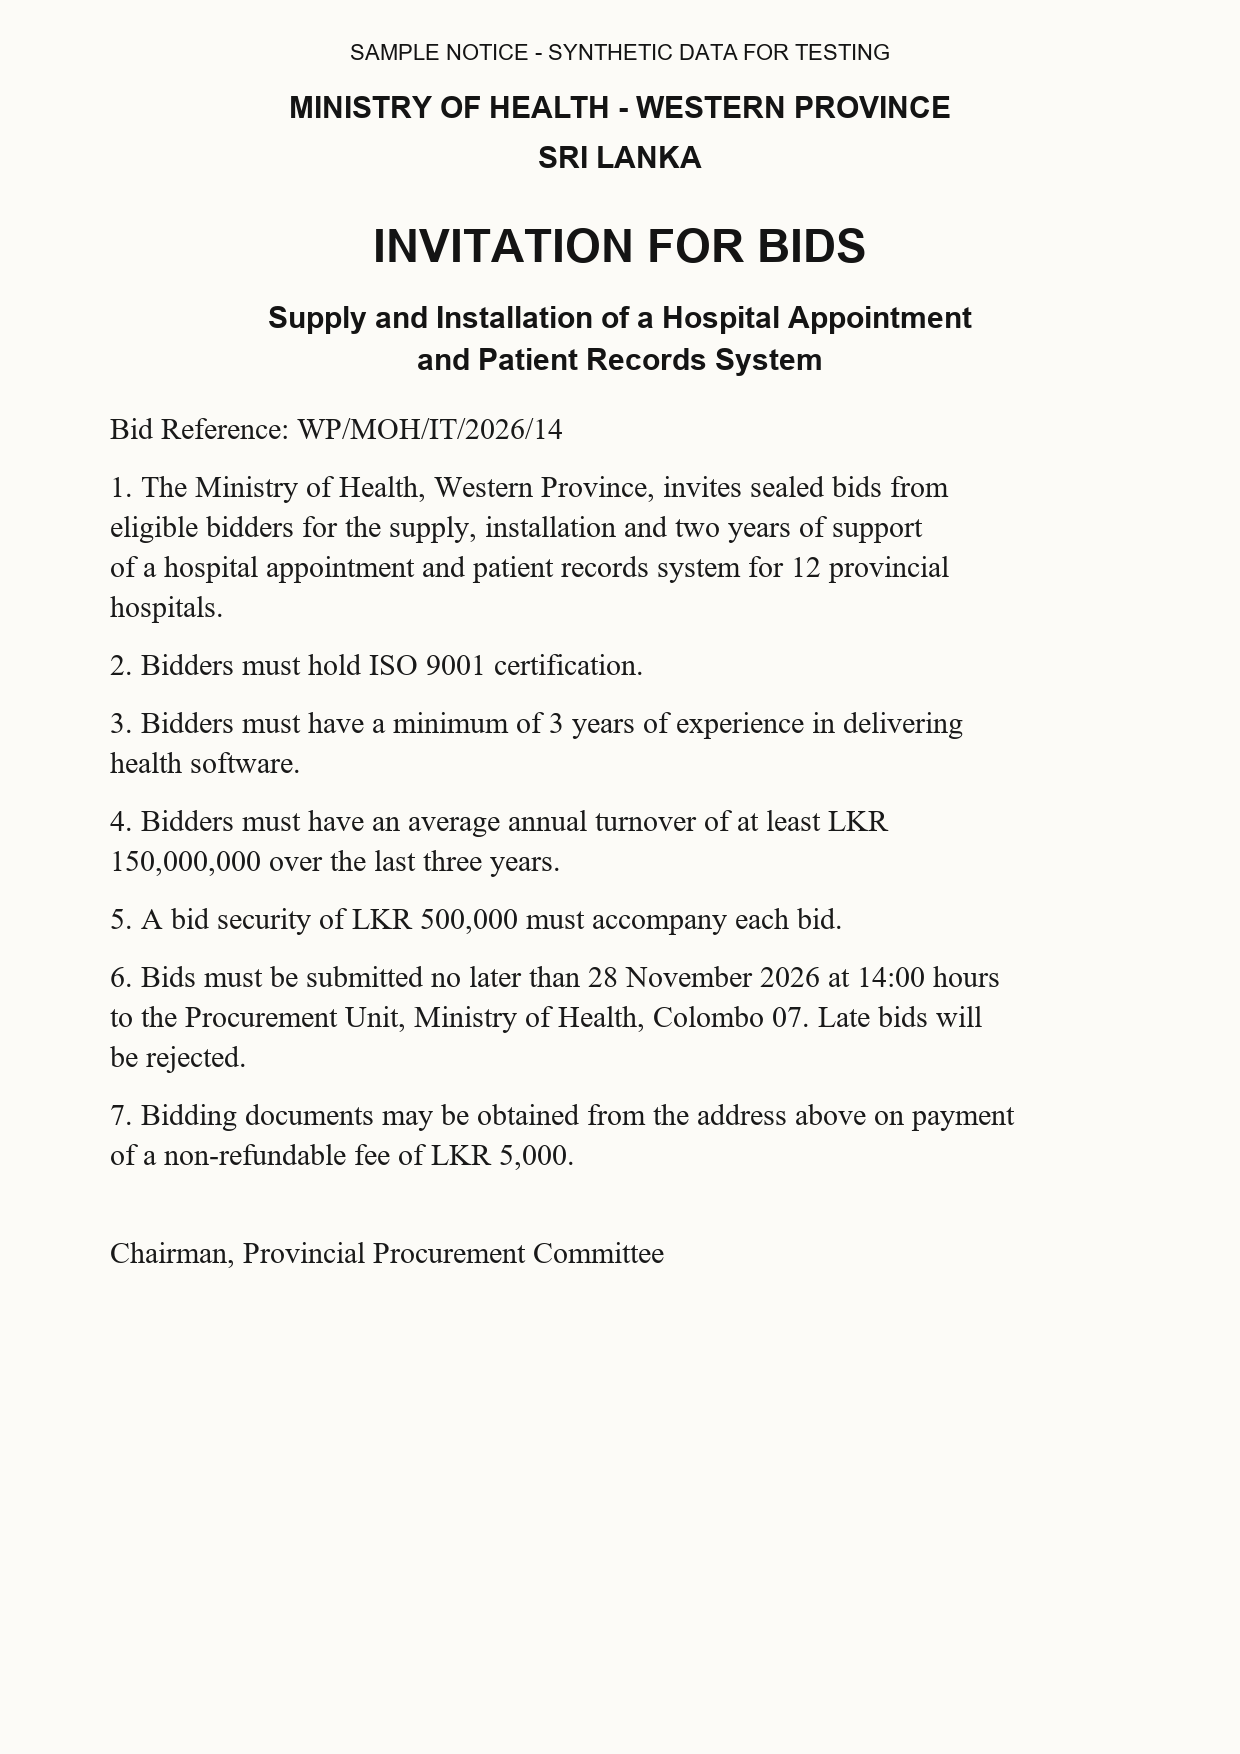 SAMPLE NOTICE - SYNTHETIC DATA FOR TESTING
MINISTRY OF HEALTH - WESTERN PROVINCE
SRI LANKA
INVITATION FOR BIDS
Supply and Installation of a Hospital Appointment
and Patient Records System
Bid Reference: WP/MOH/IT/2026/14
1. The Ministry of Health, Western Province, invites sealed bids from
eligible bidders for the supply, installation and two years of support
of a hospital appointment and patient records system for 12 provincial
hospitals.
2. Bidders must hold ISO 9001 certification.
3. Bidders must have a minimum of 3 years of experience in delivering
health software.
4. Bidders must have an average annual turnover of at least LKR
150,000,000 over the last three years.
5. A bid security of LKR 500,000 must accompany each bid.
6. Bids must be submitted no later than 28 November 2026 at 14:00 hours
to the Procurement Unit, Ministry of Health, Colombo 07. Late bids will
be rejected.
7. Bidding documents may be obtained from the address above on payment
of a non-refundable fee of LKR 5,000.
Chairman, Provincial Procurement Committee